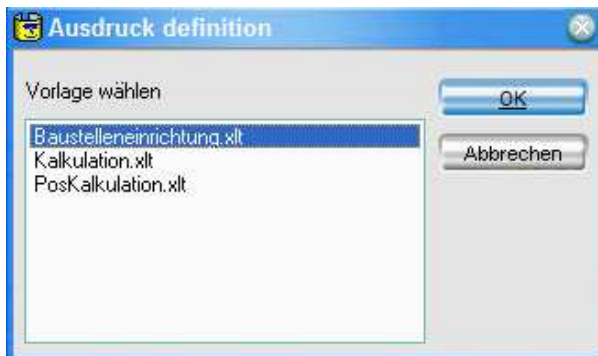 Ausdruck definition
Vorlage wählen
OK
Baustelleneinrichtung.xlt
Abbrechen
Kalkulation.xlt
PosKalkulation.xlt